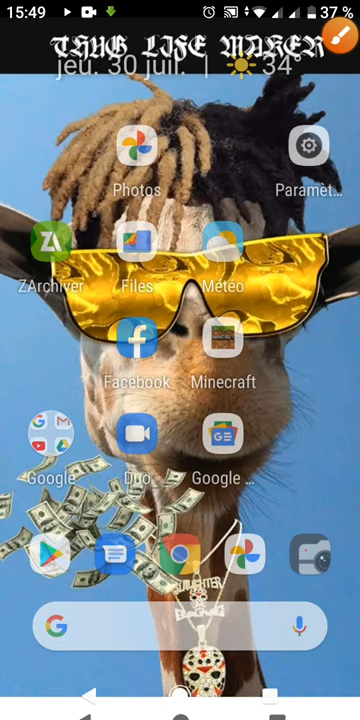 15:49
37 %
THUG LIFE MAKER
jeu. 30 juil. | 34°
Photos
Paramèt...
ZArchiver
Files
Météo
Facebook
Minecraft
Google
Duo
Google ...
SLAUGHTER